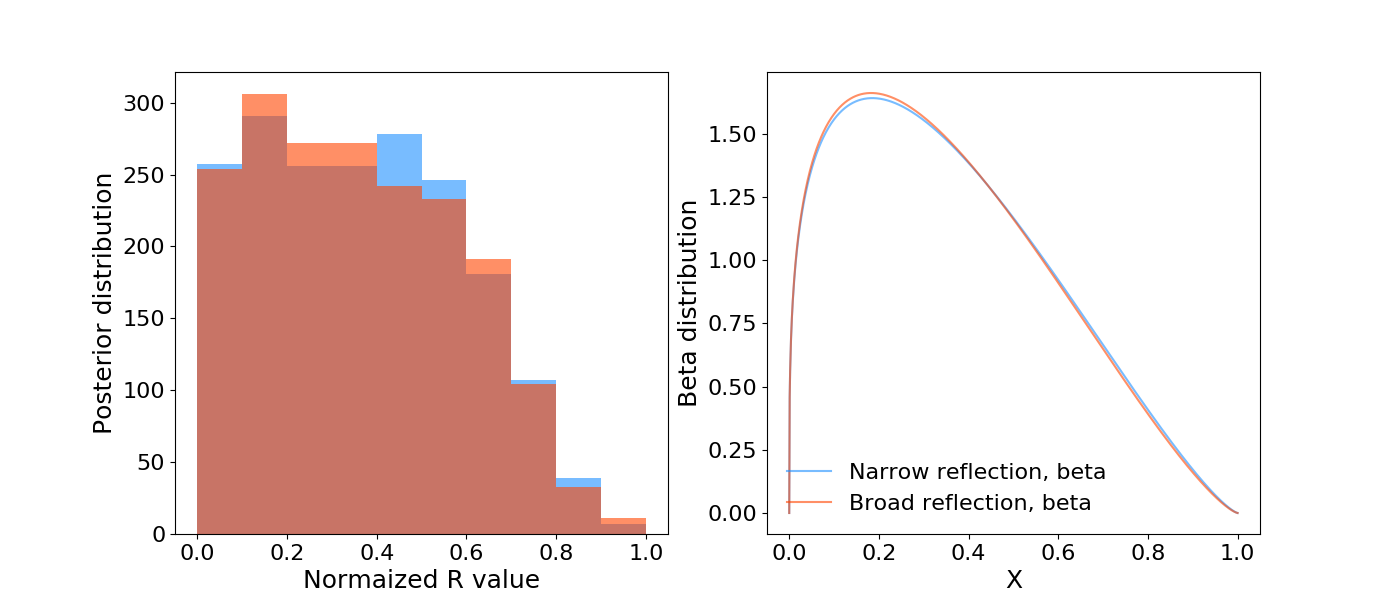 Posterior distribution
300
250
200
150
100
50
0
0.0 0.2 0.4 0.6 0.8 1.0
Normaized R value
Beta distribution
1.50
1.25
1.00
0.75
0.50
0.25
0.00
Narrow reflection, beta
Broad reflection, beta
0.0 0.2 0.4 0.6 0.8 1.0
X